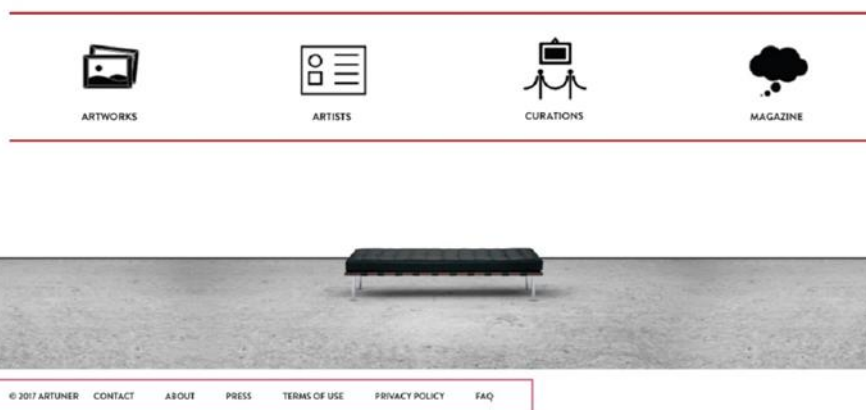 ARTWORKS ARTISTS CURATIONS MAGAZINE
© 2017 ARTUNER CONTACT ABOUT PRESS TERMS OF USE PRIVACY POLICY FAQ